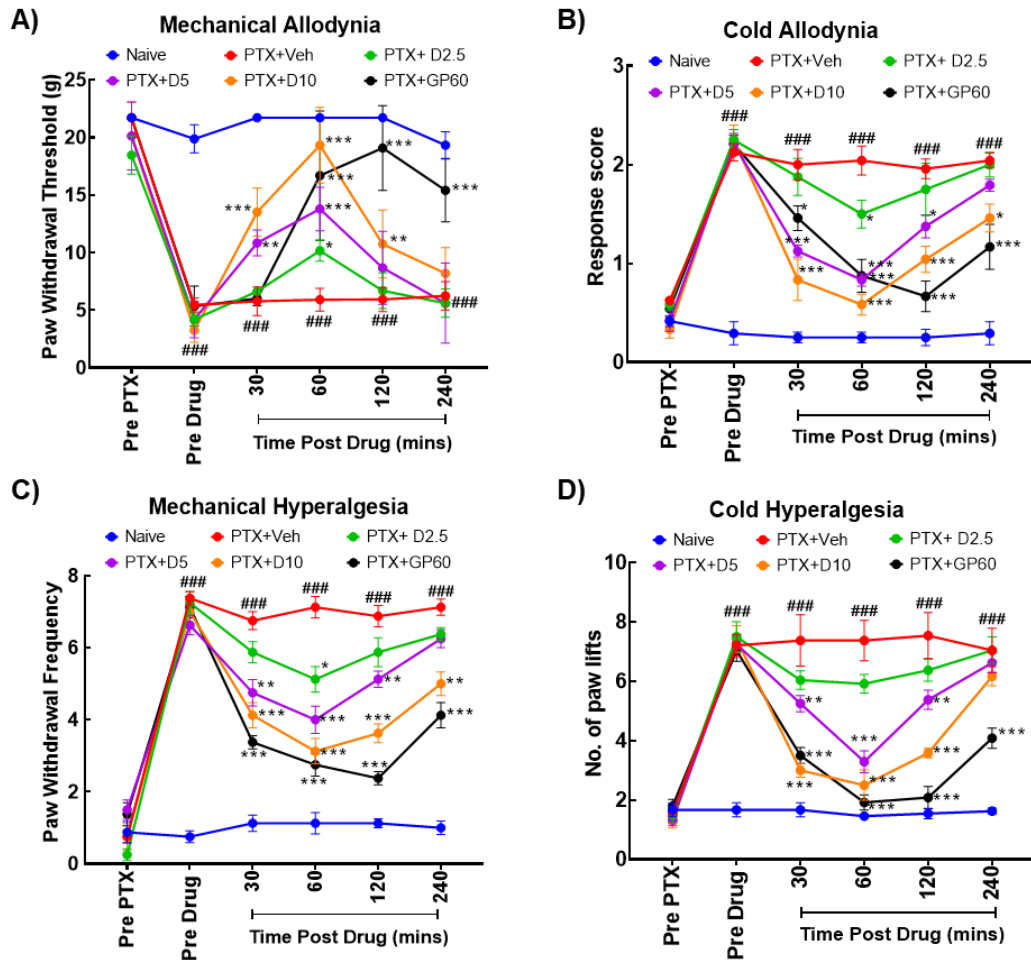 A)
Mechanical Allodynia
Naive PTX+Veh PTX+ D2.5
PTX+D5 PTX+D10 PTX+GP60
Paw Withdrawal Threshold (g)
25
20
15
10
5
0
***
***
***
***
***
**
***
*
**
### ### ### ### ###
Pre PTX
Pre Drug
30
60
120
240
Time Post Drug (mins)
B)
Cold Allodynia
Naive PTX+Veh PTX+ D2.5
PTX+D5 PTX+D10 PTX+GP60
Response score
3
2
1
0
### ### ### ### ###
*
*
*
*
***
***
***
***
***
***
***
Pre PTX
Pre Drug
30
60
120
240
Time Post Drug (mins)
C)
Mechanical Hyperalgesia
Naive PTX+Veh PTX+ D2.5
PTX+D5 PTX+D10 PTX+GP60
Paw Withdrawal Frequency
8
6
4
2
0
### ### ### ### ###
*
**
**
**
***
***
***
***
***
***
***
***
Pre PTX
Pre Drug
30
60
120
240
Time Post Drug (mins)
D)
Cold Hyperalgesia
Naive PTX+Veh PTX+ D2.5
PTX+D5 PTX+D10 PTX+GP60
No. of paw lifts
10
8
6
4
2
0
### ### ### ### ###
**
**
***
***
***
***
***
***
***
***
Pre PTX
Pre Drug
30
60
120
240
Time Post Drug (mins)